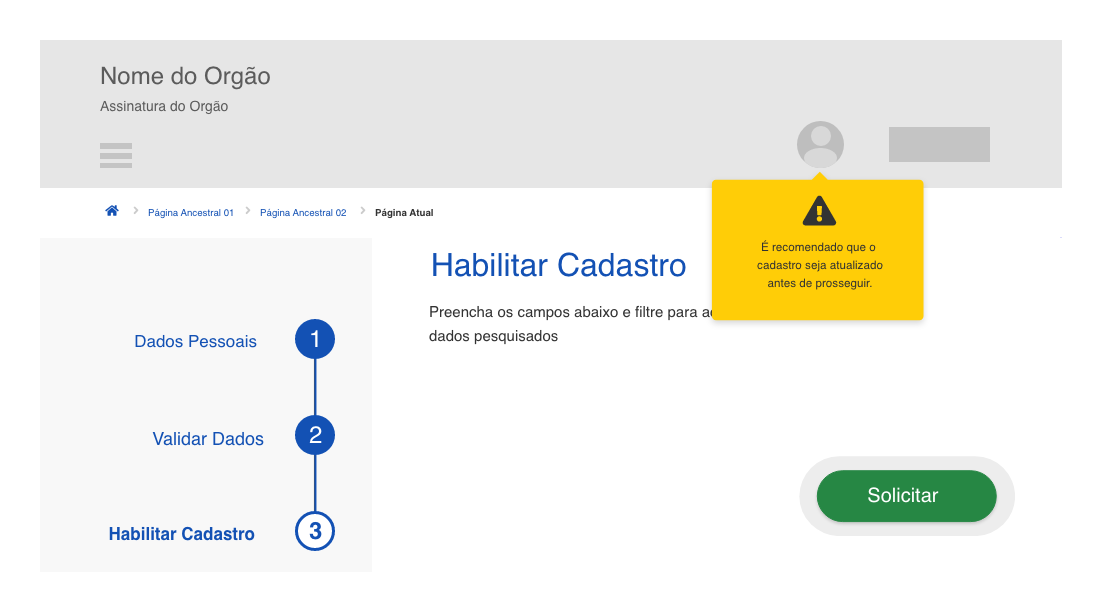 Nome do Orgão
Assinatura do Orgão
Página Ancestral 01
Página Ancestral 02
Página Atual
É recomendado que o
cadastro seja atualizado
antes de prosseguir.
Habilitar Cadastro
Preencha os campos abaixo e filtre para
dados pesquisados
Dados Pessoais
1
Validar Dados
2
Habilitar Cadastro
3
Solicitar